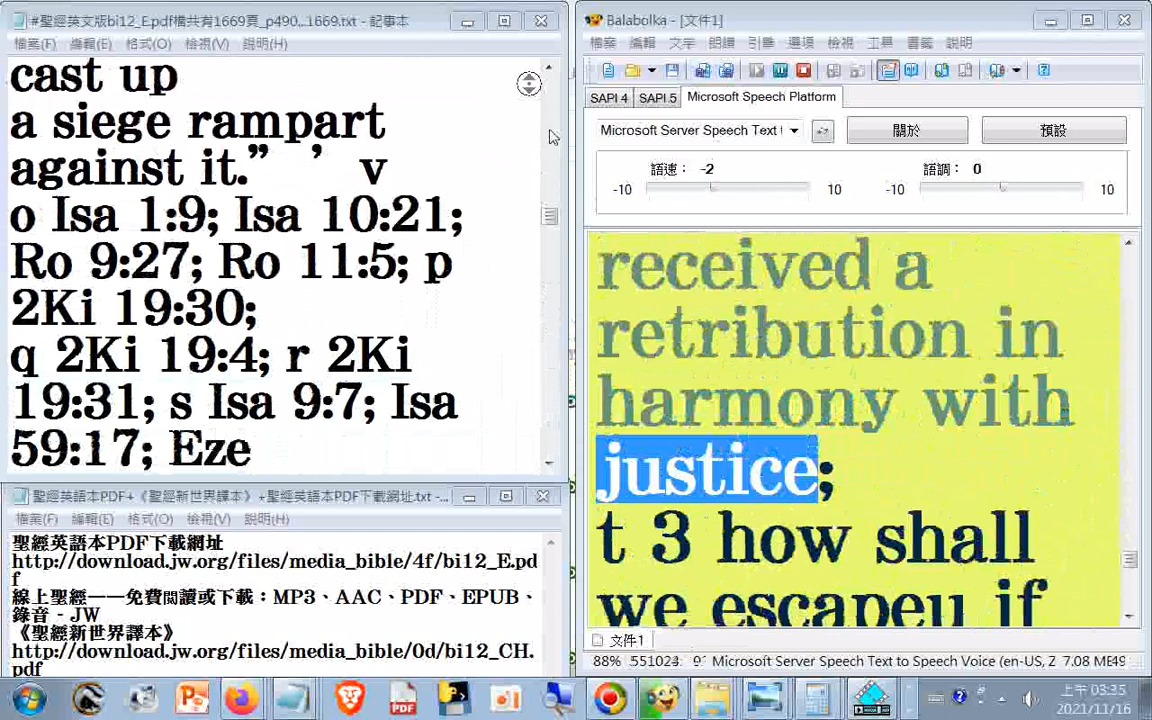 #聖經英文版bi12_E.pdf檔共有1669頁_p490,..1669.txt - 記事本
檔案(F) 編輯(E) 格式(O) 檢視(V) 說明(H)
cast up
a siege rampart
against it.” ’ v
o Isa 1:9; Isa 10:21;
Ro 9:27; Ro 11:5; p
2Ki 19:30;
q 2Ki 19:4; r 2Ki
19:31; s Isa 9:7; Isa
59:17; Eze
聖經英語本PDF+《聖經新世界譯本》+聖經英語本PDF下載網址.txt -...
檔案(F) 編輯(E) 格式(O) 檢視(V) 說明(H)
聖經英語本PDF下載網址
http://download.jw.org/files/media_bible/4f/bi12_E.pd
f
線上聖經——免費閱讀或下載：MP3、AAC、PDF、EPUB、
錄音 - JW
《聖經新世界譯本》
http://download.jw.org/files/media_bible/0d/bi12_CH.
pdf
Balabolka - [文件1]
檔案 編輯 文字 朗讀 引擎 選項 檢視 工具 書籤 說明
SAPI 4 SAPI 5 Microsoft Speech Platform
Microsoft Server Speech Text 關於 預設
語速： -2 語調： 0
-10 10 -10 10
received a
retribution in
harmony with
justice;
t 3 how shall
we escapeu if
文件1
88% Microsoft Server Speech Text to Speech Voice (en-US, Z 7.08 ME
上午 03:35
2021/11/16